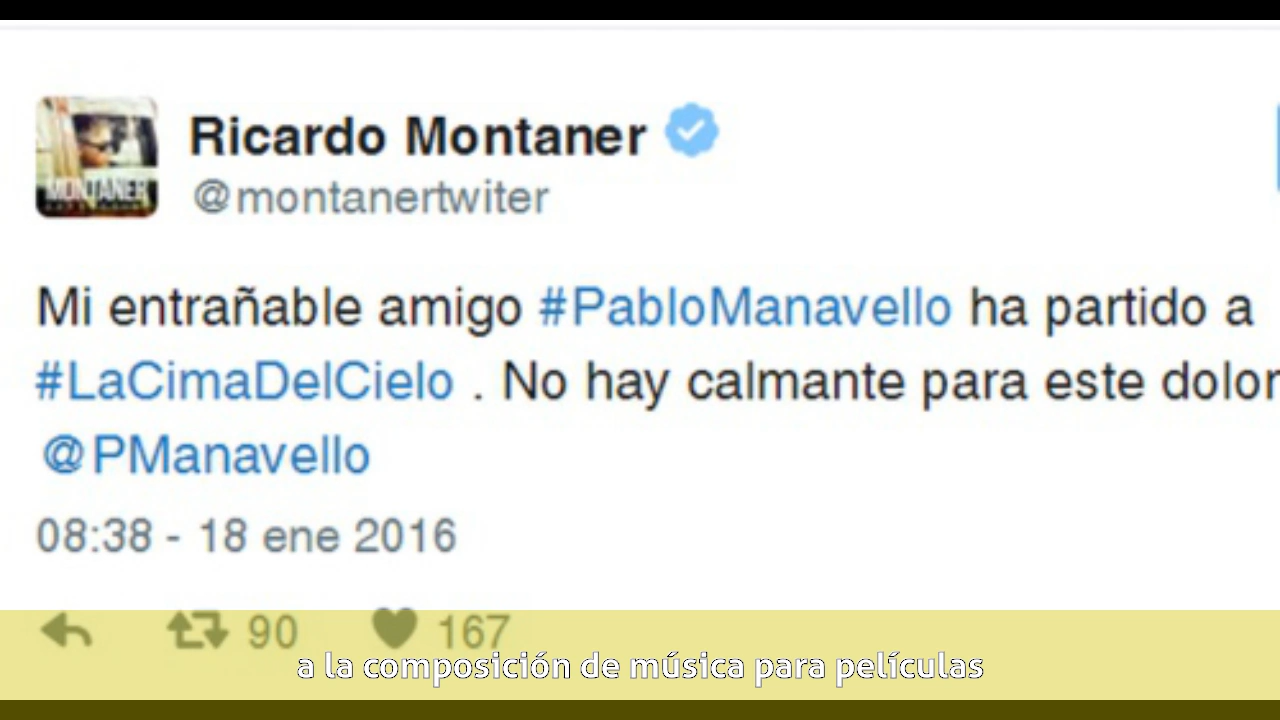 Ricardo Montaner
@montanertwiter
MONTANER
Mi entrañable amigo #PabloManavello ha partido a
#LaCimaDelCielo . No hay calmante para este dolor
@PManavello
08:38 - 18 ene 2016
90 167
a la composición de música para películas